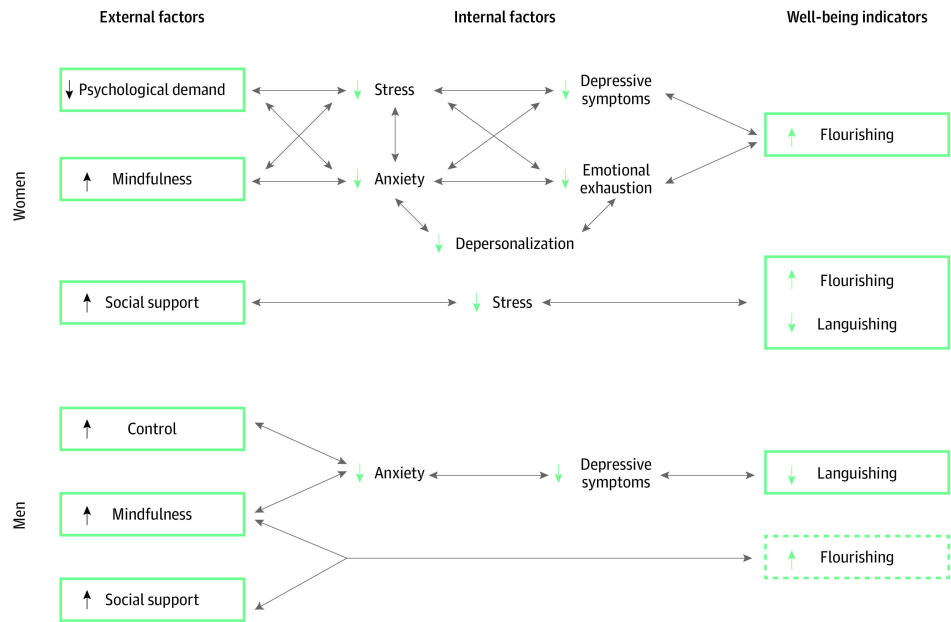 External factors
Internal factors
Well-being indicators
Women
↓ Psychological demand
↓ Stress
↓ Depressive
symptoms
↑ Flourishing
↑ Mindfulness
↓ Anxiety
↓ Emotional
exhaustion
↓ Depersonalization
↑ Social support
↓ Stress
↑ Flourishing
↓ Languishing
Men
↑ Control
↓ Anxiety
↓ Depressive
symptoms
↓ Languishing
↑ Mindfulness
↑ Flourishing
↑ Social support